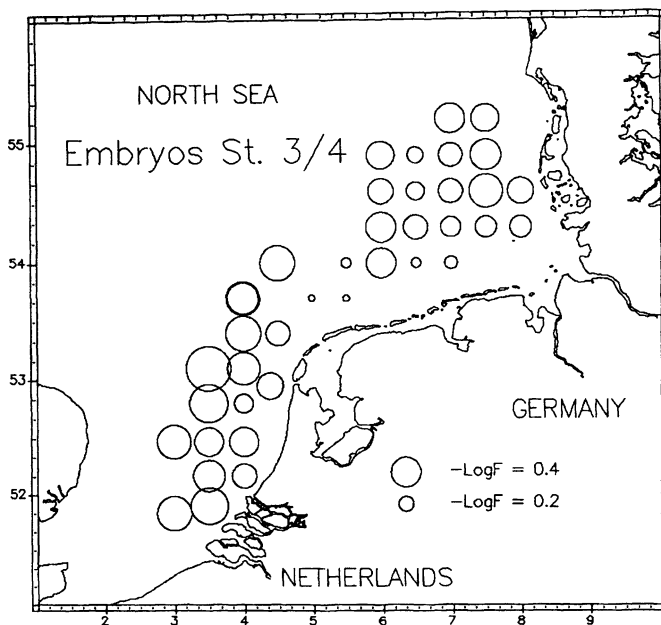 NORTH SEA
Embryos St. 3/4
55
54
53
52
GERMANY
-LogF = 0.4
-LogF = 0.2
NETHERLANDS
2 3 4 5 6 7 8 9